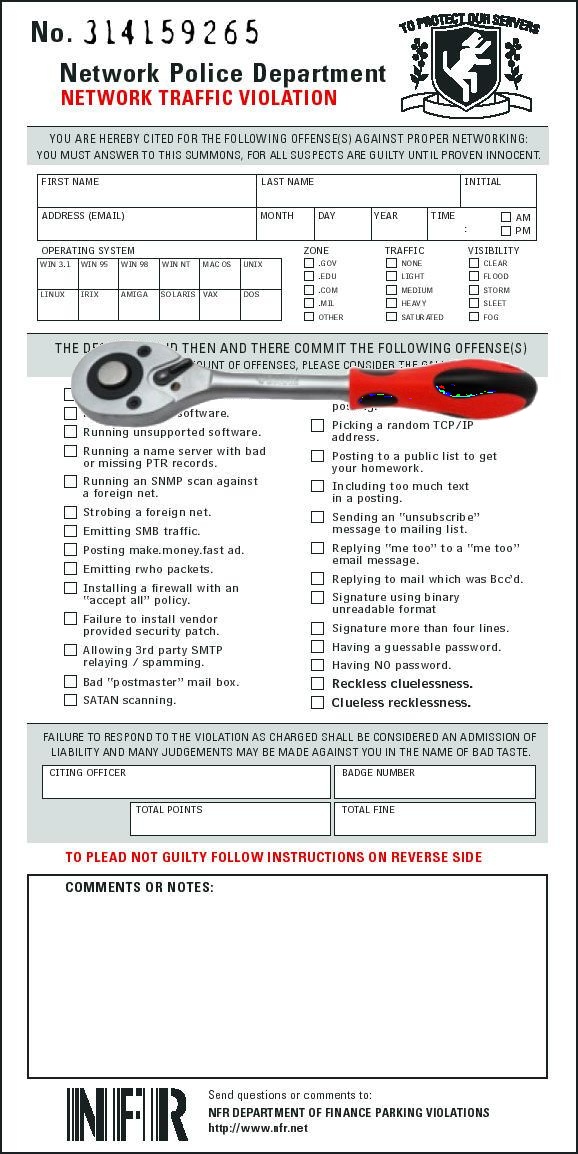 No. 314159265
TO PROTECT OUR SERVERS
Network Police Department
NETWORK TRAFFIC VIOLATION
YOU ARE HEREBY CITED FOR THE FOLLOWING OFFENSE(S) AGAINST PROPER NETWORKING:
YOU MUST ANSWER TO THIS SUMMONS, FOR ALL SUSPECTS ARE GUILTY UNTIL PROVEN INNOCENT.
FIRST NAME LAST NAME INITIAL
ADDRESS (EMAIL) MONTH DAY YEAR TIME : AM
PM
OPERATING SYSTEM
WIN 3.1 WIN 95 WIN 98 WIN NT MAC OS UNIX
LINUX IRIX AMIGA SOLARIS VAX DOS
ZONE
.GOV
.EDU
.COM
.MIL
OTHER
TRAFFIC
NONE
LIGHT
MEDIUM
HEAVY
SATURATED
VISIBILITY
CLEAR
FLOOD
STORM
SLEET
FOG
THE THEN AND THERE COMMIT THE FOLLOWING OFFENSE(S)
OF OFFENSES, PLEASE CONSIDER THE
software.
Running unsupported software.
Running a name server with bad
or missing PTR records.
Running an SNMP scan against
a foreign net.
Strobing a foreign net.
Emitting SMB traffic.
Posting make.money.fast ad.
Emitting rwho packets.
Installing a firewall with an
"accept all" policy.
Failure to install vendor
provided security patch.
Allowing 3rd party SMTP
relaying / spamming.
Bad "postmaster" mail box.
SATAN scanning.
Picking a random TCP/IP
address.
Posting to a public list to get
your homework.
Including too much text
in a posting.
Sending an "unsubscribe"
message to mailing list.
Replying "me too" to a "me too"
email message.
Replying to mail which was Bcc'd.
Signature using binary
unreadable format
Signature more than four lines.
Having a guessable password.
Having NO password.
Reckless cluelessness.
Clueless recklessness.
FAILURE TO RESPOND TO THE VIOLATION AS CHARGED SHALL BE CONSIDERED AN ADMISSION OF
LIABILITY AND MANY JUDGEMENTS MAY BE MADE AGAINST YOU IN THE NAME OF BAD TASTE.
CITING OFFICER BADGE NUMBER
TOTAL POINTS TOTAL FINE
TO PLEAD NOT GUILTY FOLLOW INSTRUCTIONS ON REVERSE SIDE
COMMENTS OR NOTES:
NFR
Send questions or comments to:
NFR DEPARTMENT OF FINANCE PARKING VIOLATIONS
http://www.nfr.net